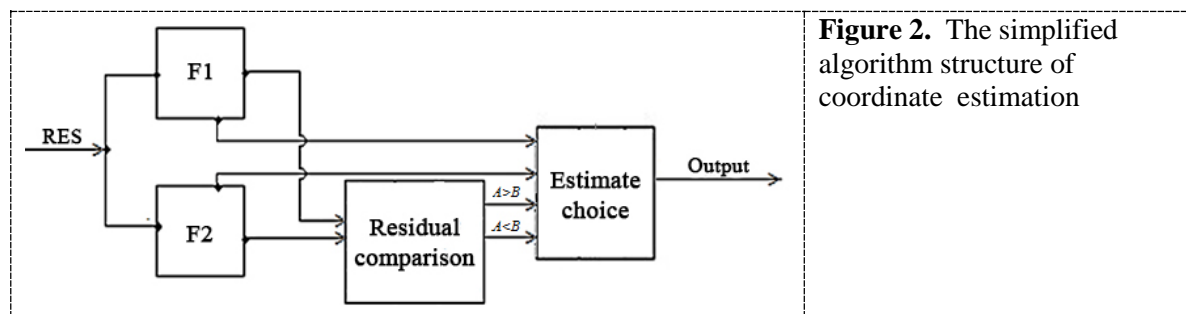 RES
F1
F2
Residual
comparison
A>B
A<B
Estimate
choice
Output
Figure 2. The simplified
algorithm structure of
coordinate estimation